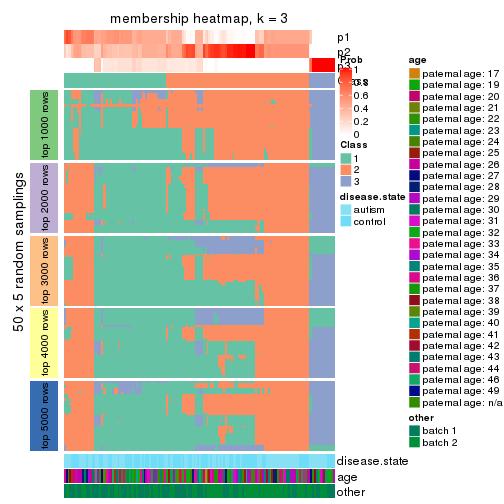 membership heatmap, k = 3
p1
p2
p3
Class
50 x 5 random samplings
top 1000 rows
top 2000 rows
top 3000 rows
top 4000 rows
top 5000 rows
disease.state
age
other
Prob
1
0.8
0.6
0.4
0.2
0
Class
1
2
3
disease.state
autism
control
age
paternal age: 17
paternal age: 19
paternal age: 20
paternal age: 21
paternal age: 22
paternal age: 23
paternal age: 24
paternal age: 25
paternal age: 26
paternal age: 27
paternal age: 28
paternal age: 29
paternal age: 30
paternal age: 31
paternal age: 32
paternal age: 33
paternal age: 34
paternal age: 35
paternal age: 36
paternal age: 37
paternal age: 38
paternal age: 39
paternal age: 40
paternal age: 41
paternal age: 42
paternal age: 43
paternal age: 44
paternal age: 46
paternal age: 49
paternal age: n/a
other
batch 1
batch 2